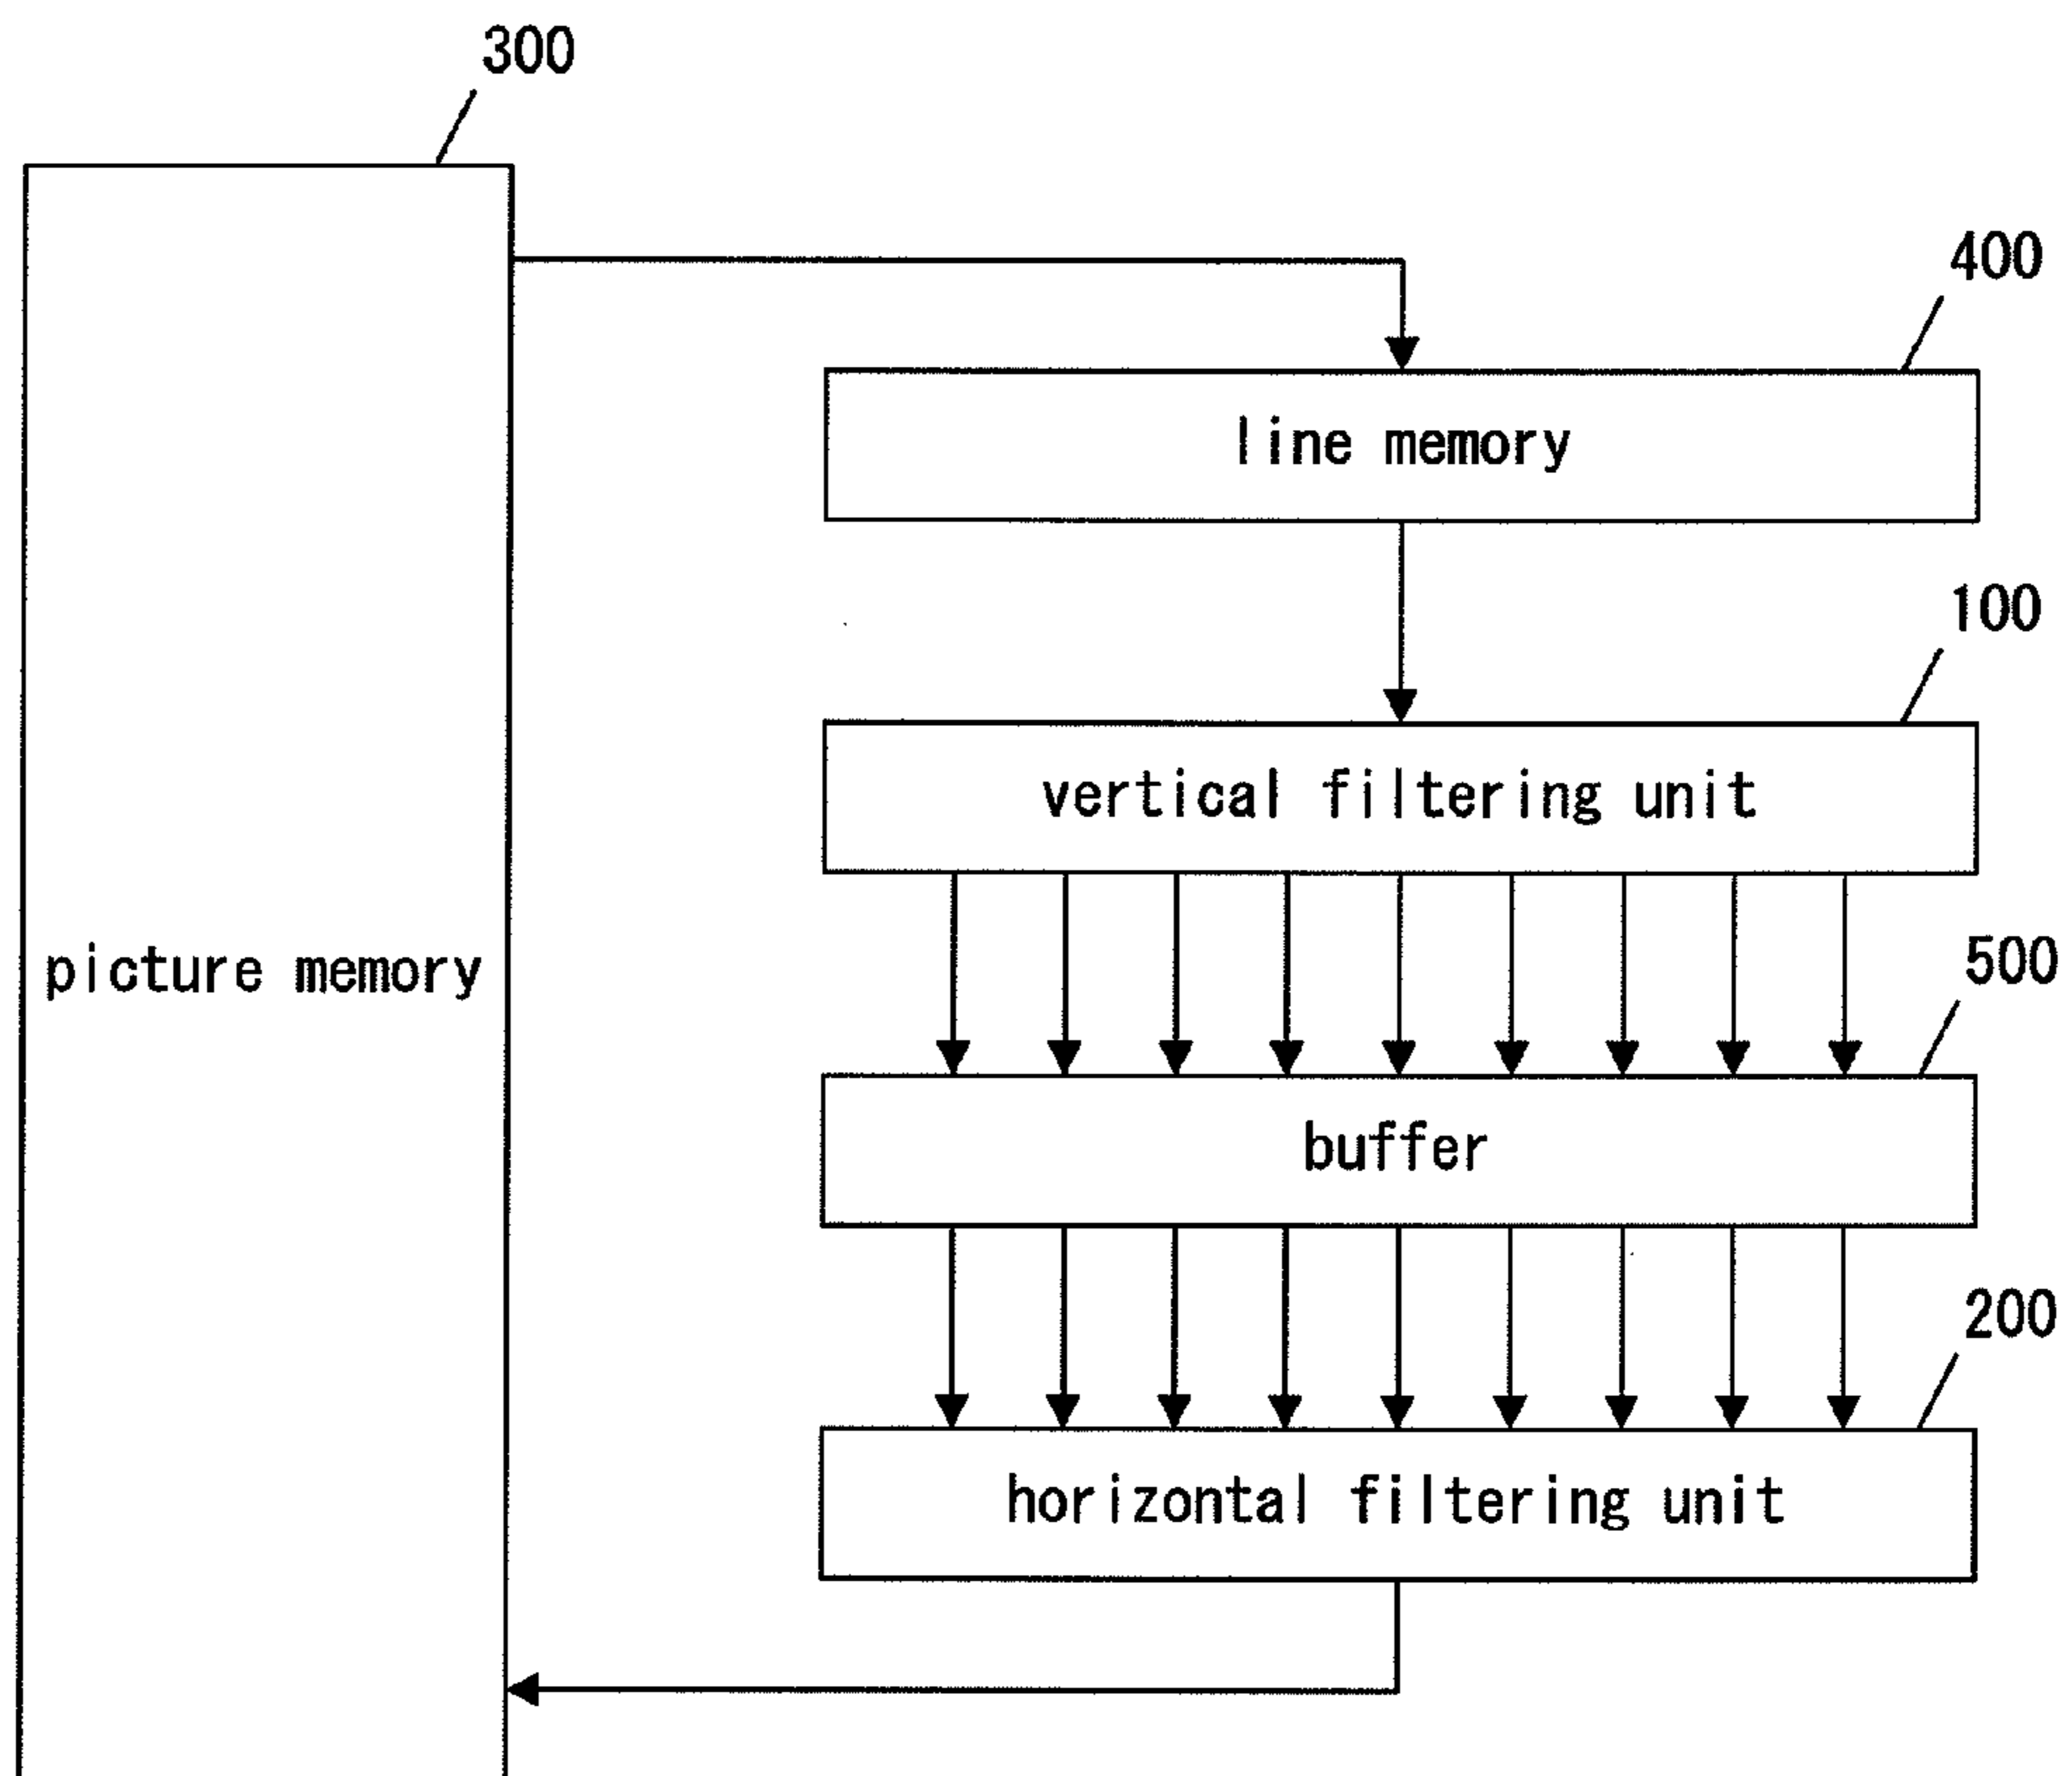 300
400
line memory
100
vertical filtering unit
picture memory
500
buffer
200
horizontal filtering unit